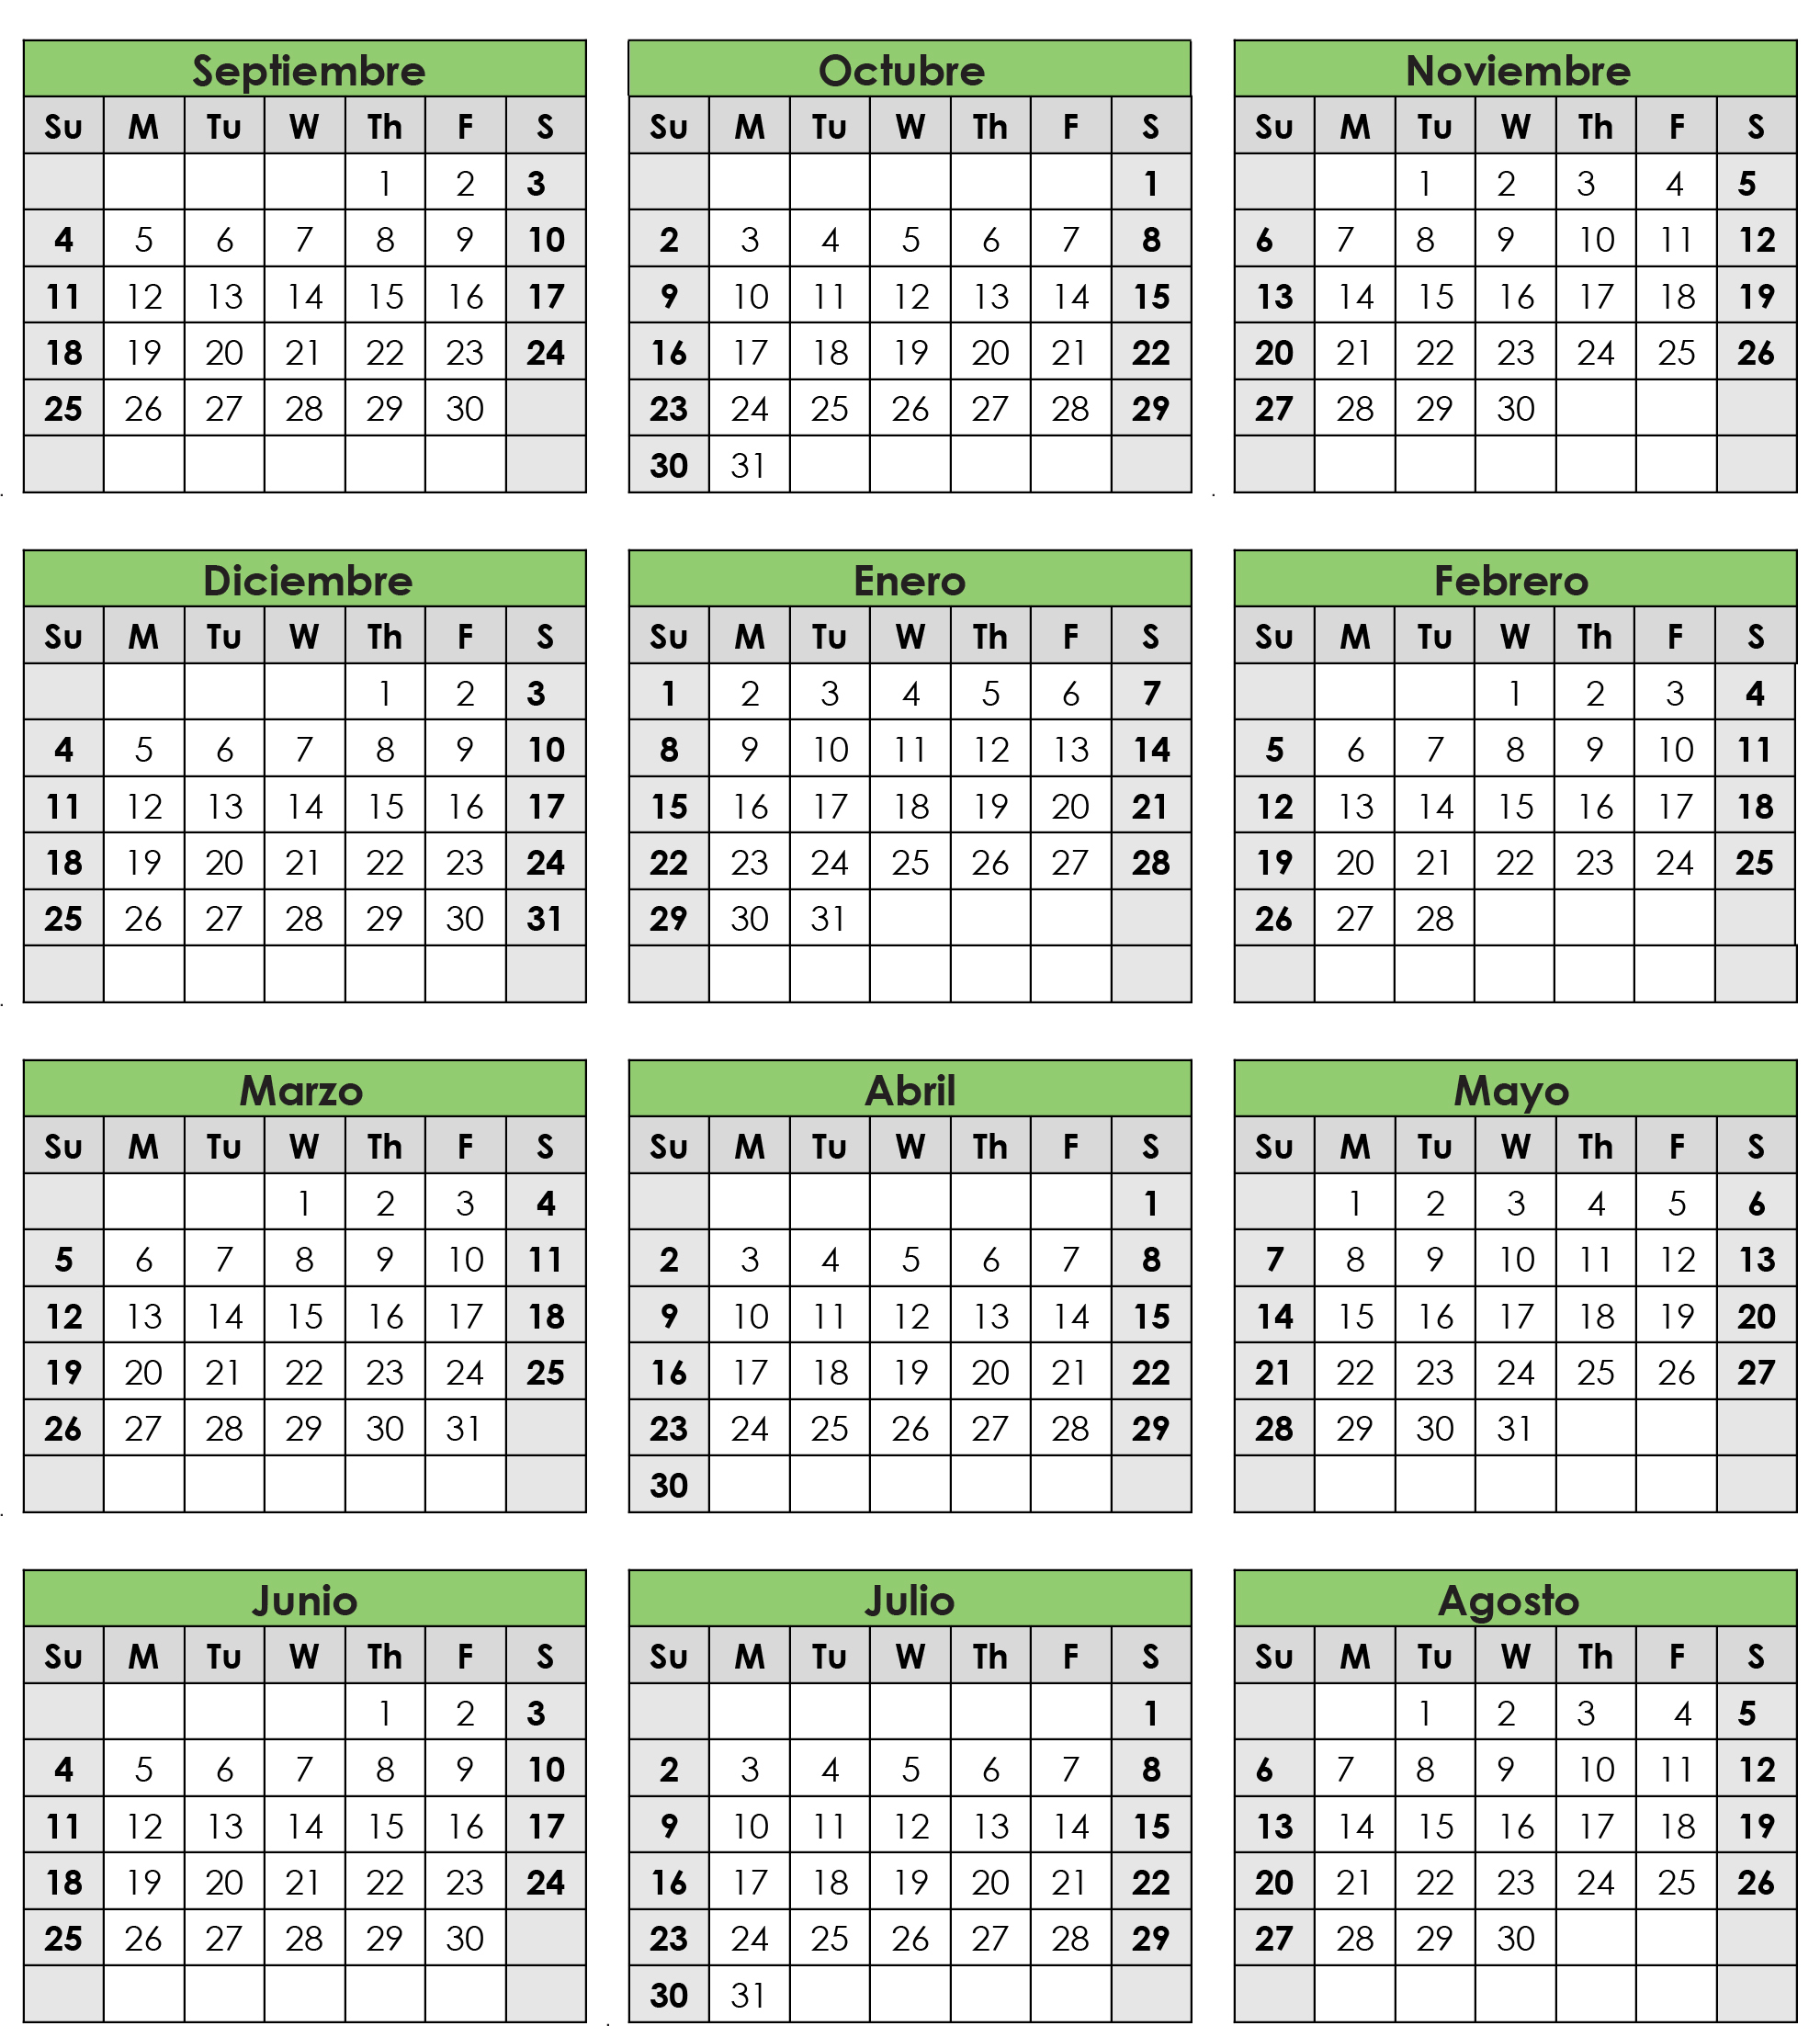 Septiembre
Su M Tu W Th F S
1 2 3
4 5 6 7 8 9 10
11 12 13 14 15 16 17
18 19 20 21 22 23 24
25 26 27 28 29 30
Octubre
Su M Tu W Th F S
1
2 3 4 5 6 7 8
9 10 11 12 13 14 15
16 17 18 19 20 21 22
23 24 25 26 27 28 29
30 31
Noviembre
Su M Tu W Th F S
1 2 3 4 5
6 7 8 9 10 11 12
13 14 15 16 17 18 19
20 21 22 23 24 25 26
27 28 29 30
Diciembre
Su M Tu W Th F S
1 2 3
4 5 6 7 8 9 10
11 12 13 14 15 16 17
18 19 20 21 22 23 24
25 26 27 28 29 30 31
Enero
Su M Tu W Th F S
1 2 3 4 5 6 7
8 9 10 11 12 13 14
15 16 17 18 19 20 21
22 23 24 25 26 27 28
29 30 31
Febrero
Su M Tu W Th F S
1 2 3 4
5 6 7 8 9 10 11
12 13 14 15 16 17 18
19 20 21 22 23 24 25
26 27 28
Marzo
Su M Tu W Th F S
1 2 3 4
5 6 7 8 9 10 11
12 13 14 15 16 17 18
19 20 21 22 23 24 25
26 27 28 29 30 31
Abril
Su M Tu W Th F S
1
2 3 4 5 6 7 8
9 10 11 12 13 14 15
16 17 18 19 20 21 22
23 24 25 26 27 28 29
30
Mayo
Su M Tu W Th F S
1 2 3 4 5 6
7 8 9 10 11 12 13
14 15 16 17 18 19 20
21 22 23 24 25 26 27
28 29 30 31
Junio
Su M Tu W Th F S
1 2 3
4 5 6 7 8 9 10
11 12 13 14 15 16 17
18 19 20 21 22 23 24
25 26 27 28 29 30
Julio
Su M Tu W Th F S
1
2 3 4 5 6 7 8
9 10 11 12 13 14 15
16 17 18 19 20 21 22
23 24 25 26 27 28 29
30 31
Agosto
Su M Tu W Th F S
1 2 3 4 5
6 7 8 9 10 11 12
13 14 15 16 17 18 19
20 21 22 23 24 25 26
27 28 29 30